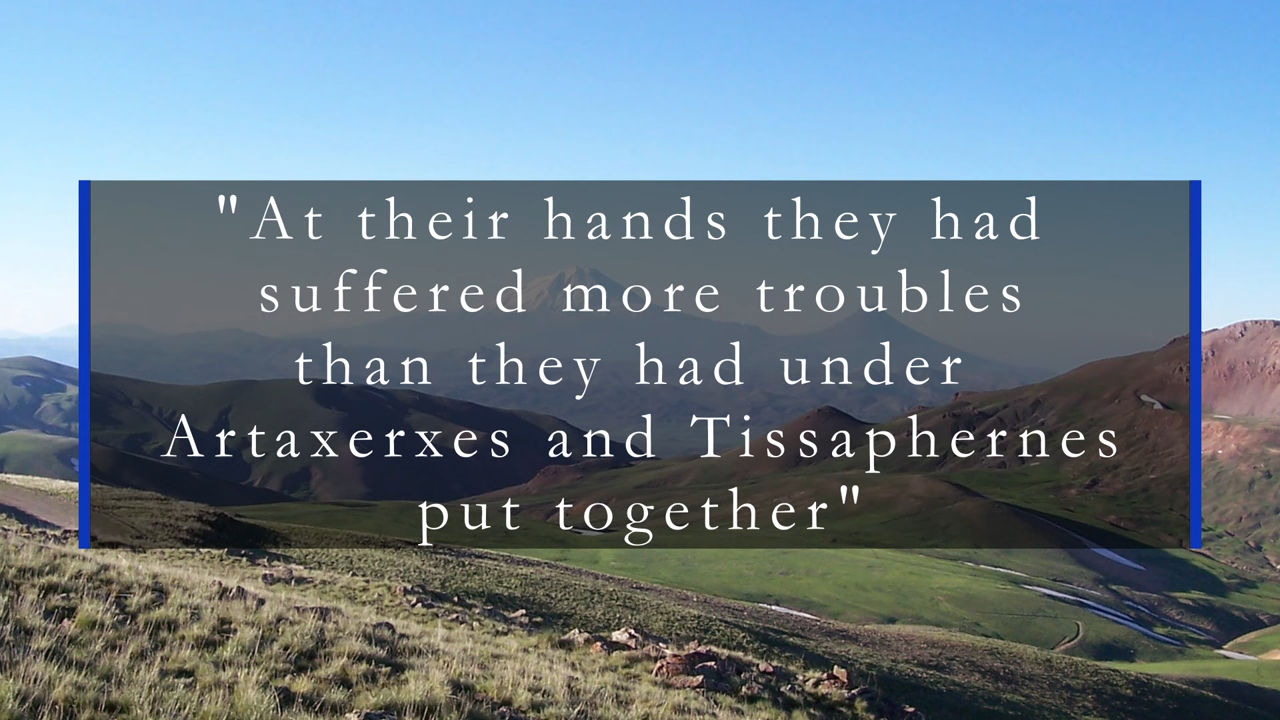 "At their hands they had
suffered more troubles
than they had under
Artaxerxes and Tissaphernes
put together"